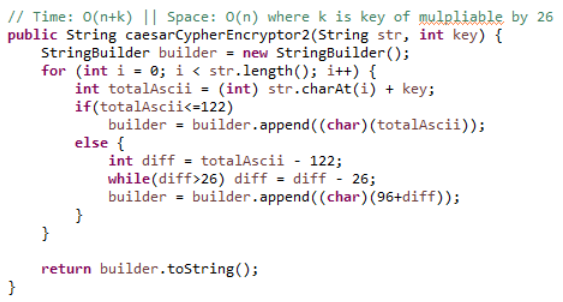 // Time: O(n+k) || Space: O(n) where k is key of mulpliable by 26
public String caesarCypherEncryptor2(String str, int key) {
    StringBuilder builder = new StringBuilder();
    for (int i = 0; i < str.length(); i++) {
        int totalAscii = (int) str.charAt(i) + key;
        if(totalAscii<=122)
            builder = builder.append((char)(totalAscii));
        else {
            int diff = totalAscii - 122;
            while(diff>26) diff = diff - 26;
            builder = builder.append((char)(96+diff));
        }
    }

    return builder.toString();
}